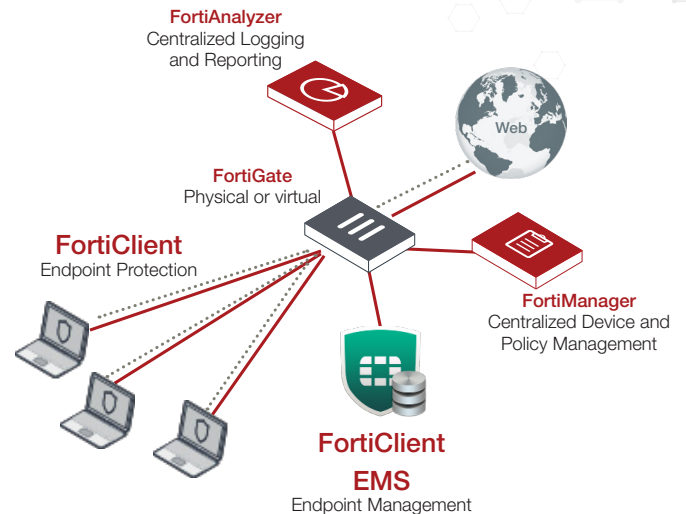 FortiAnalyzer
Centralized Logging
and Reporting
Web
FortiGate
Physical or virtual
FortiClient
Endpoint Protection
FortiManager
Centralized Device and
Policy Management
FortiClient
EMS
Endpoint Management